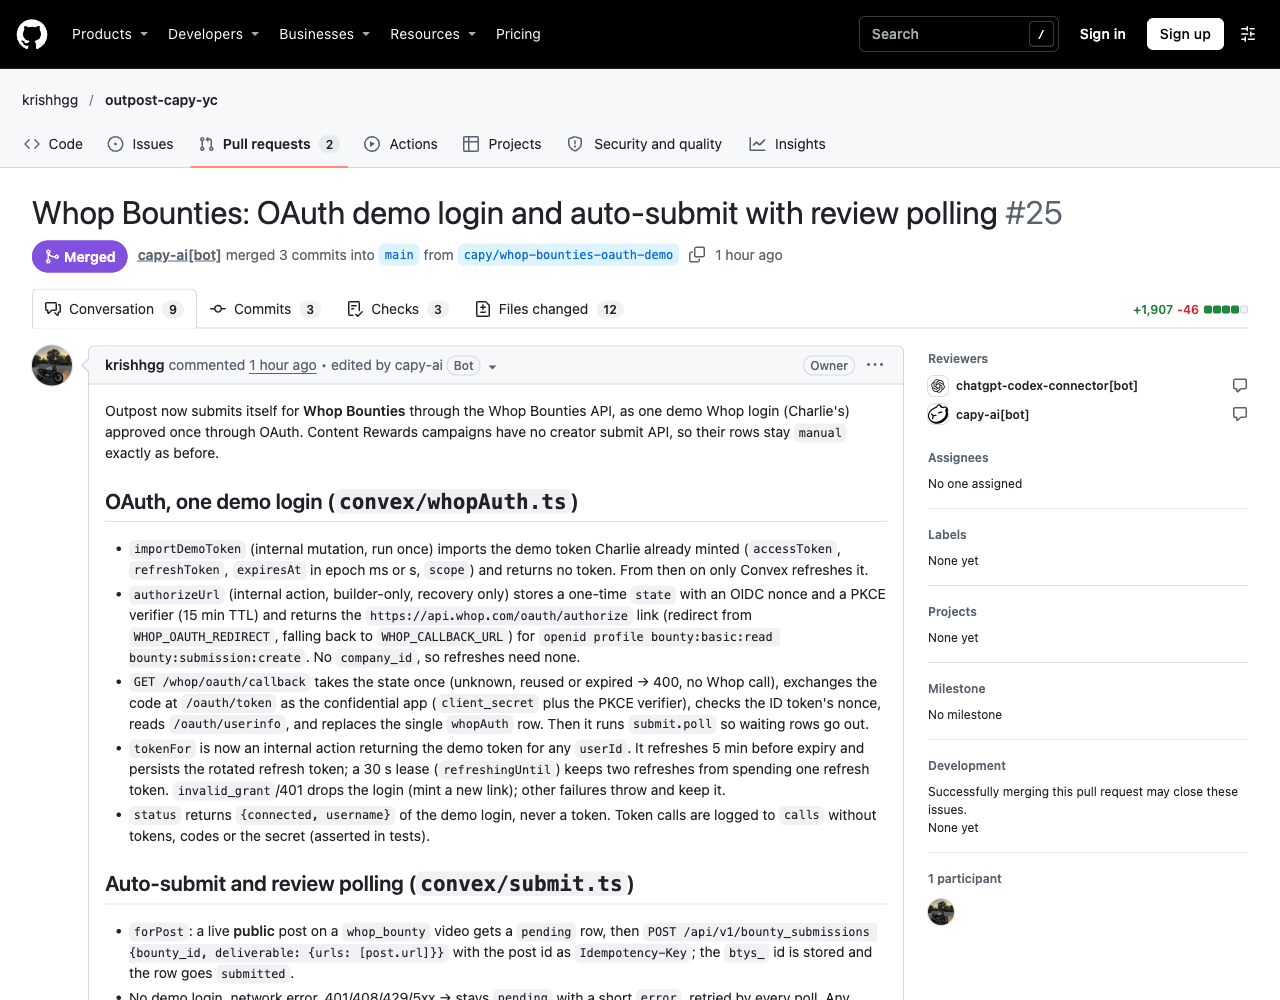 Products Developers Businesses Resources Pricing Search / Sign in Sign up
krishhgg / outpost-capy-yc
Code Issues Pull requests 2 Actions Projects Security and quality Insights
Whop Bounties: OAuth demo login and auto-submit with review polling #25
Merged capy-ai[bot] merged 3 commits into main from capy/whop-bounties-oauth-demo 1 hour ago
Conversation 9 Commits 3 Checks 3 Files changed 12 +1,907 -46
krishhgg commented 1 hour ago • edited by capy-ai Bot Owner
Outpost now submits itself for Whop Bounties through the Whop Bounties API, as one demo Whop login (Charlie's)
approved once through OAuth. Content Rewards campaigns have no creator submit API, so their rows stay manual
exactly as before.
OAuth, one demo login (convex/whopAuth.ts)
• importDemoToken (internal mutation, run once) imports the demo token Charlie already minted (accessToken,
refreshToken, expiresAt in epoch ms or s, scope) and returns no token. From then on only Convex refreshes it.
• authorizeUrl (internal action, builder-only, recovery only) stores a one-time state with an OIDC nonce and a PKCE
verifier (15 min TTL) and returns the https://api.whop.com/oauth/authorize link (redirect from
WHOP_OAUTH_REDIRECT, falling back to WHOP_CALLBACK_URL) for openid profile bounty:basic:read
bounty:submission:create. No company_id, so refreshes need none.
• GET /whop/oauth/callback takes the state once (unknown, reused or expired → 400, no Whop call), exchanges the
code at /oauth/token as the confidential app (client_secret plus the PKCE verifier), checks the ID token's nonce,
reads /oauth/userinfo, and replaces the single whopAuth row. Then it runs submit.poll so waiting rows go out.
• tokenFor is now an internal action returning the demo token for any userId. It refreshes 5 min before expiry and
persists the rotated refresh token; a 30 s lease (refreshingUntil) keeps two refreshes from spending one refresh
token. invalid_grant/401 drops the login (mint a new link); other failures throw and keep it.
• status returns {connected, username} of the demo login, never a token. Token calls are logged to calls without
tokens, codes or the secret (asserted in tests).
Auto-submit and review polling (convex/submit.ts)
• forPost: a live public post on a whop_bounty video gets a pending row, then POST /api/v1/bounty_submissions
{bounty_id, deliverable: {urls: [post.url]}} with the post id as Idempotency-Key; the btys_ id is stored and
the row goes submitted.
• No demo login, network error, 401/408/429/5xx → stays pending with a short error, retried by every poll. Any
Reviewers
chatgpt-codex-connector[bot]
capy-ai[bot]
Assignees
No one assigned
Labels
None yet
Projects
None yet
Milestone
No milestone
Development
Successfully merging this pull request may close these
issues.
None yet
1 participant